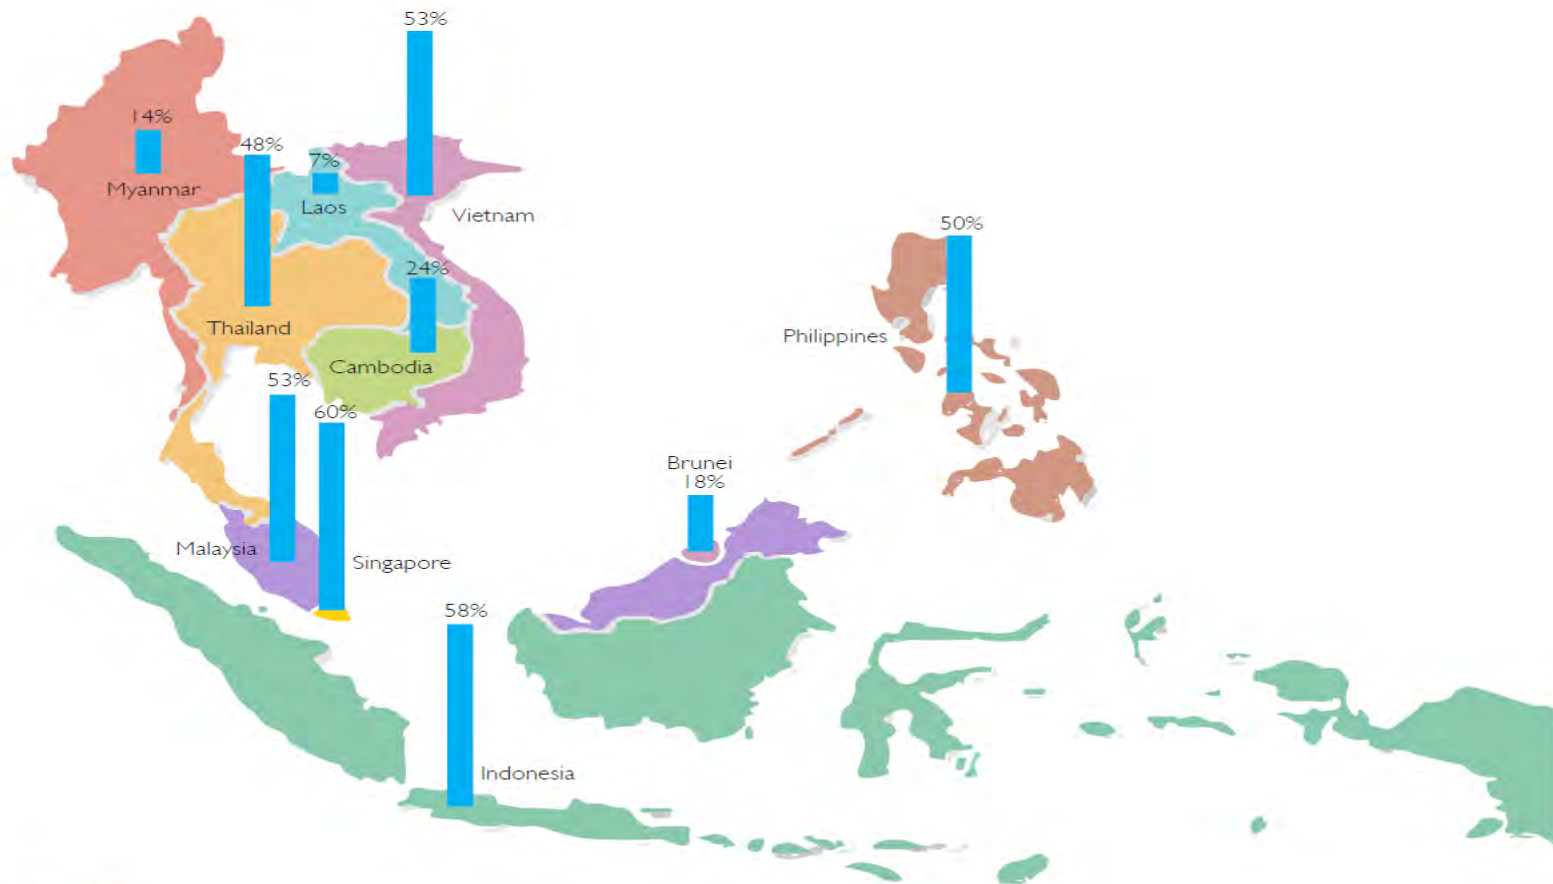 53%
14%
48%
7%
Myanmar
Laos
Vietnam
50%
24%
Thailand
Philippines
Cambodia
53%
60%
Brunei
18%
Malaysia
Singapore
58%
Indonesia